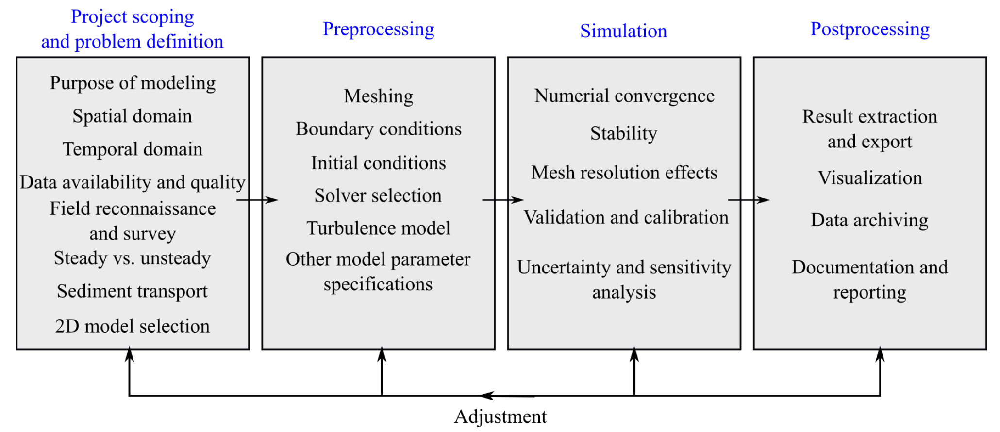 Project scoping
and problem definition
Purpose of modeling
Spatial domain
Temporal domain
Data availability and quality
Field reconnaissance
and survey
Steady vs. unsteady
Sediment transport
2D model selection
Preprocessing
Meshing
Boundary conditions
Initial conditions
Solver selection
Turbulence model
Other model parameter
specifications
Simulation
Numerial convergence
Stability
Mesh resolution effects
Validation and calibration
Uncertainty and sensitivity
analysis
Postprocessing
Result extraction
and export
Visualization
Data archiving
Documentation and
reporting
Adjustment